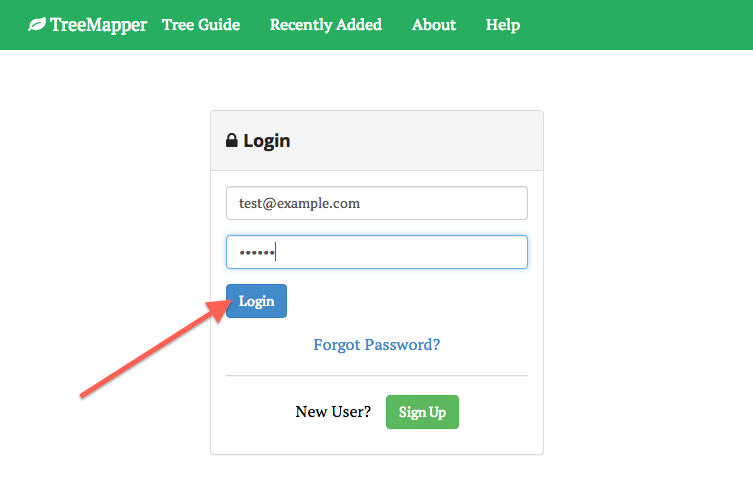 TreeMapper Tree Guide Recently Added About Help
Login
test@example.com
••••••
Login
Forgot Password?
New User? Sign Up